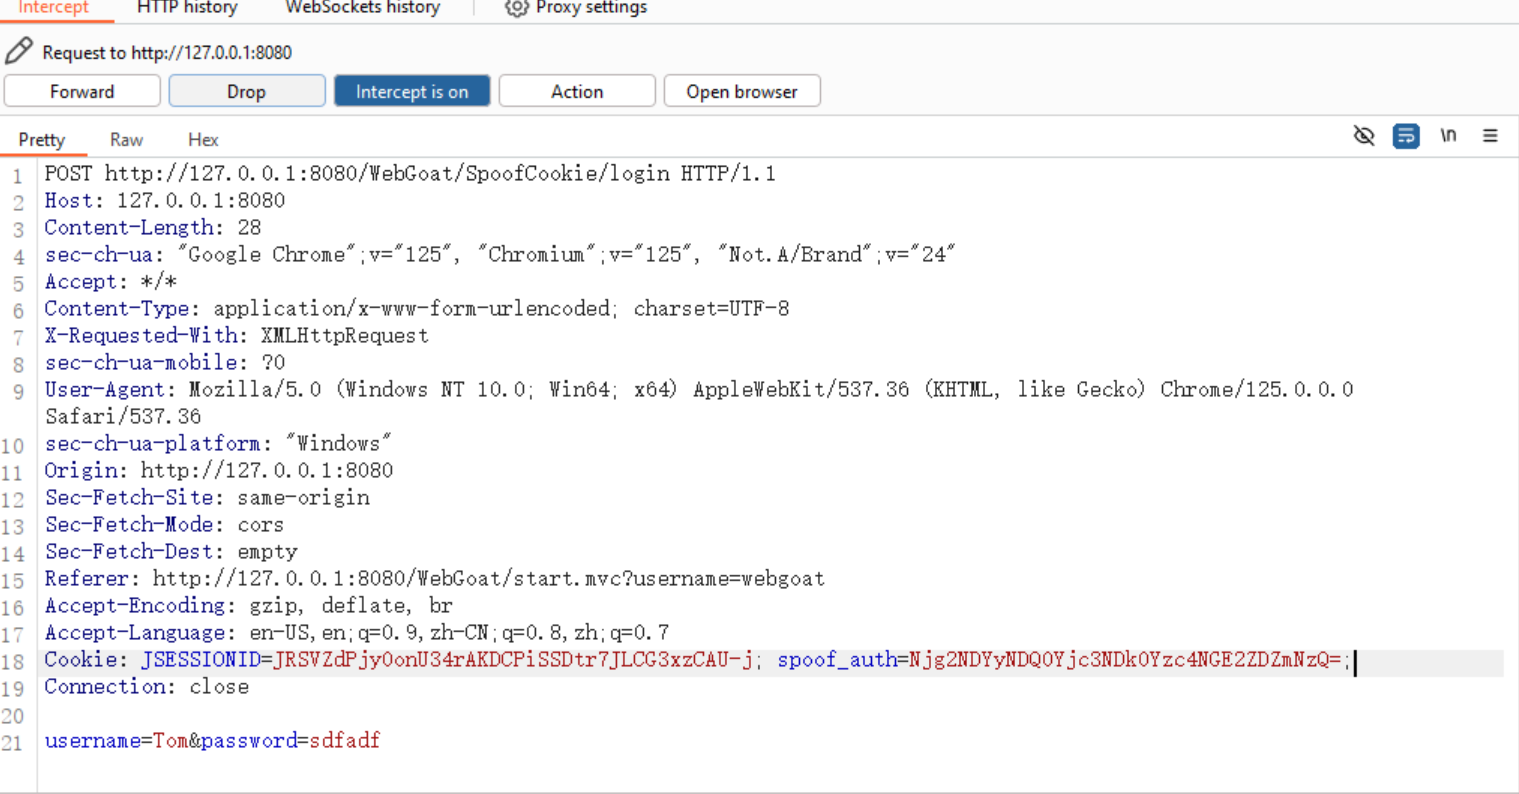 Intercept HTTP history WebSockets history Proxy settings
Request to http://127.0.0.1:8080
Forward Drop Intercept is on Action Open browser
Pretty Raw Hex \n
1 POST http://127.0.0.1:8080/WebGoat/SpoofCookie/login HTTP/1.1
2 Host: 127.0.0.1:8080
3 Content-Length: 28
4 sec-ch-ua: "Google Chrome";v="125", "Chromium";v="125", "Not.A/Brand";v="24"
5 Accept: */*
6 Content-Type: application/x-www-form-urlencoded; charset=UTF-8
7 X-Requested-With: XMLHttpRequest
8 sec-ch-ua-mobile: ?0
9 User-Agent: Mozilla/5.0 (Windows NT 10.0; Win64; x64) AppleWebKit/537.36 (KHTML, like Gecko) Chrome/125.0.0.0
Safari/537.36
10 sec-ch-ua-platform: "Windows"
11 Origin: http://127.0.0.1:8080
12 Sec-Fetch-Site: same-origin
13 Sec-Fetch-Mode: cors
14 Sec-Fetch-Dest: empty
15 Referer: http://127.0.0.1:8080/WebGoat/start.mvc?username=webgoat
16 Accept-Encoding: gzip, deflate, br
17 Accept-Language: en-US,en;q=0.9,zh-CN;q=0.8,zh;q=0.7
18 Cookie: JSESSIONID=JRSVZdPjy0onU34rAKDCPiSSDtr7JLCG3xzCAU-j; spoof_auth=Njg2NDYyNDQ0Yjc3NDk0Yzc4NGE2ZDZmNzQ=;
19 Connection: close
20
21 username=Tom&password=sdfadf